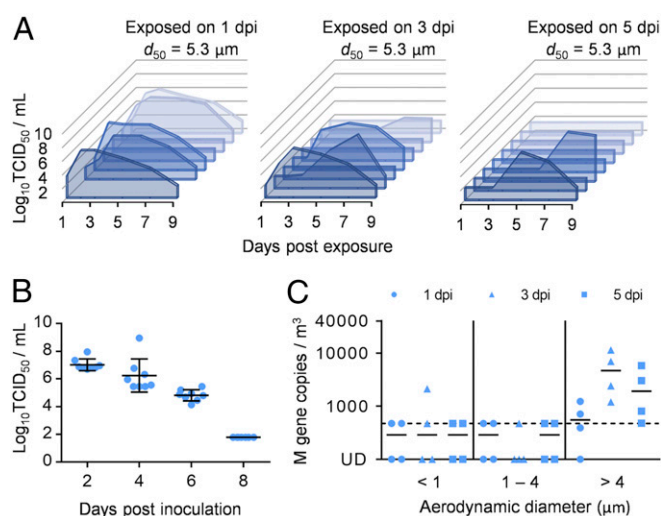 A
Exposed on 1 dpi
d50 = 5.3 µm
Exposed on 3 dpi
d50 = 5.3 µm
Exposed on 5 dpi
d50 = 5.3 µm
Log10TCID50 / mL
10
8
6
4
2
1 3 5 7 9
1 3 5 7 9
1 3 5 7 9
Days post exposure
B
Log10TCID50 / mL
10
8
6
4
2
0
2 4 6 8
Days post inoculation
C
1 dpi 3 dpi 5 dpi
M gene copies / m³
40000
10000
1000
UD
< 1 1 – 4 > 4
Aerodynamic diameter (µm)